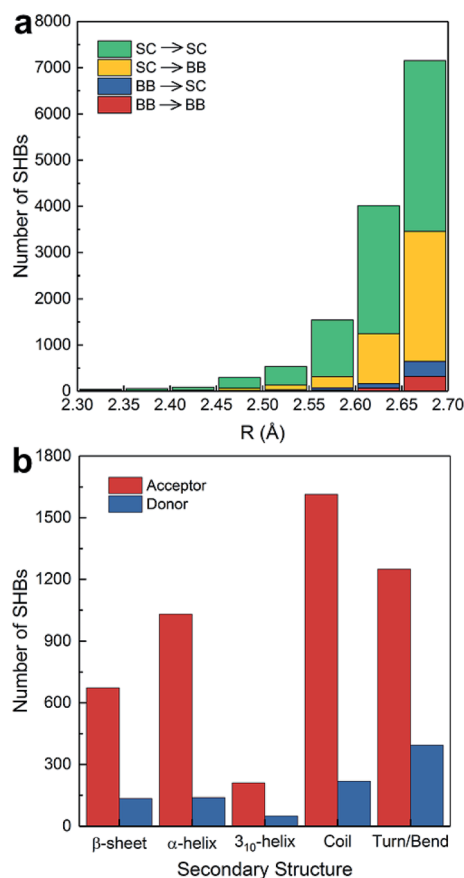 a
SC → SC
SC → BB
BB → SC
BB → BB
Number of SHBs
8000
7000
6000
5000
4000
3000
2000
1000
0
2.30 2.35 2.40 2.45 2.50 2.55 2.60 2.65 2.70
R (Å)
b
Acceptor
Donor
Number of SHBs
1800
1500
1200
900
600
300
0
β-sheet α-helix 3₁₀-helix Coil Turn/Bend
Secondary Structure